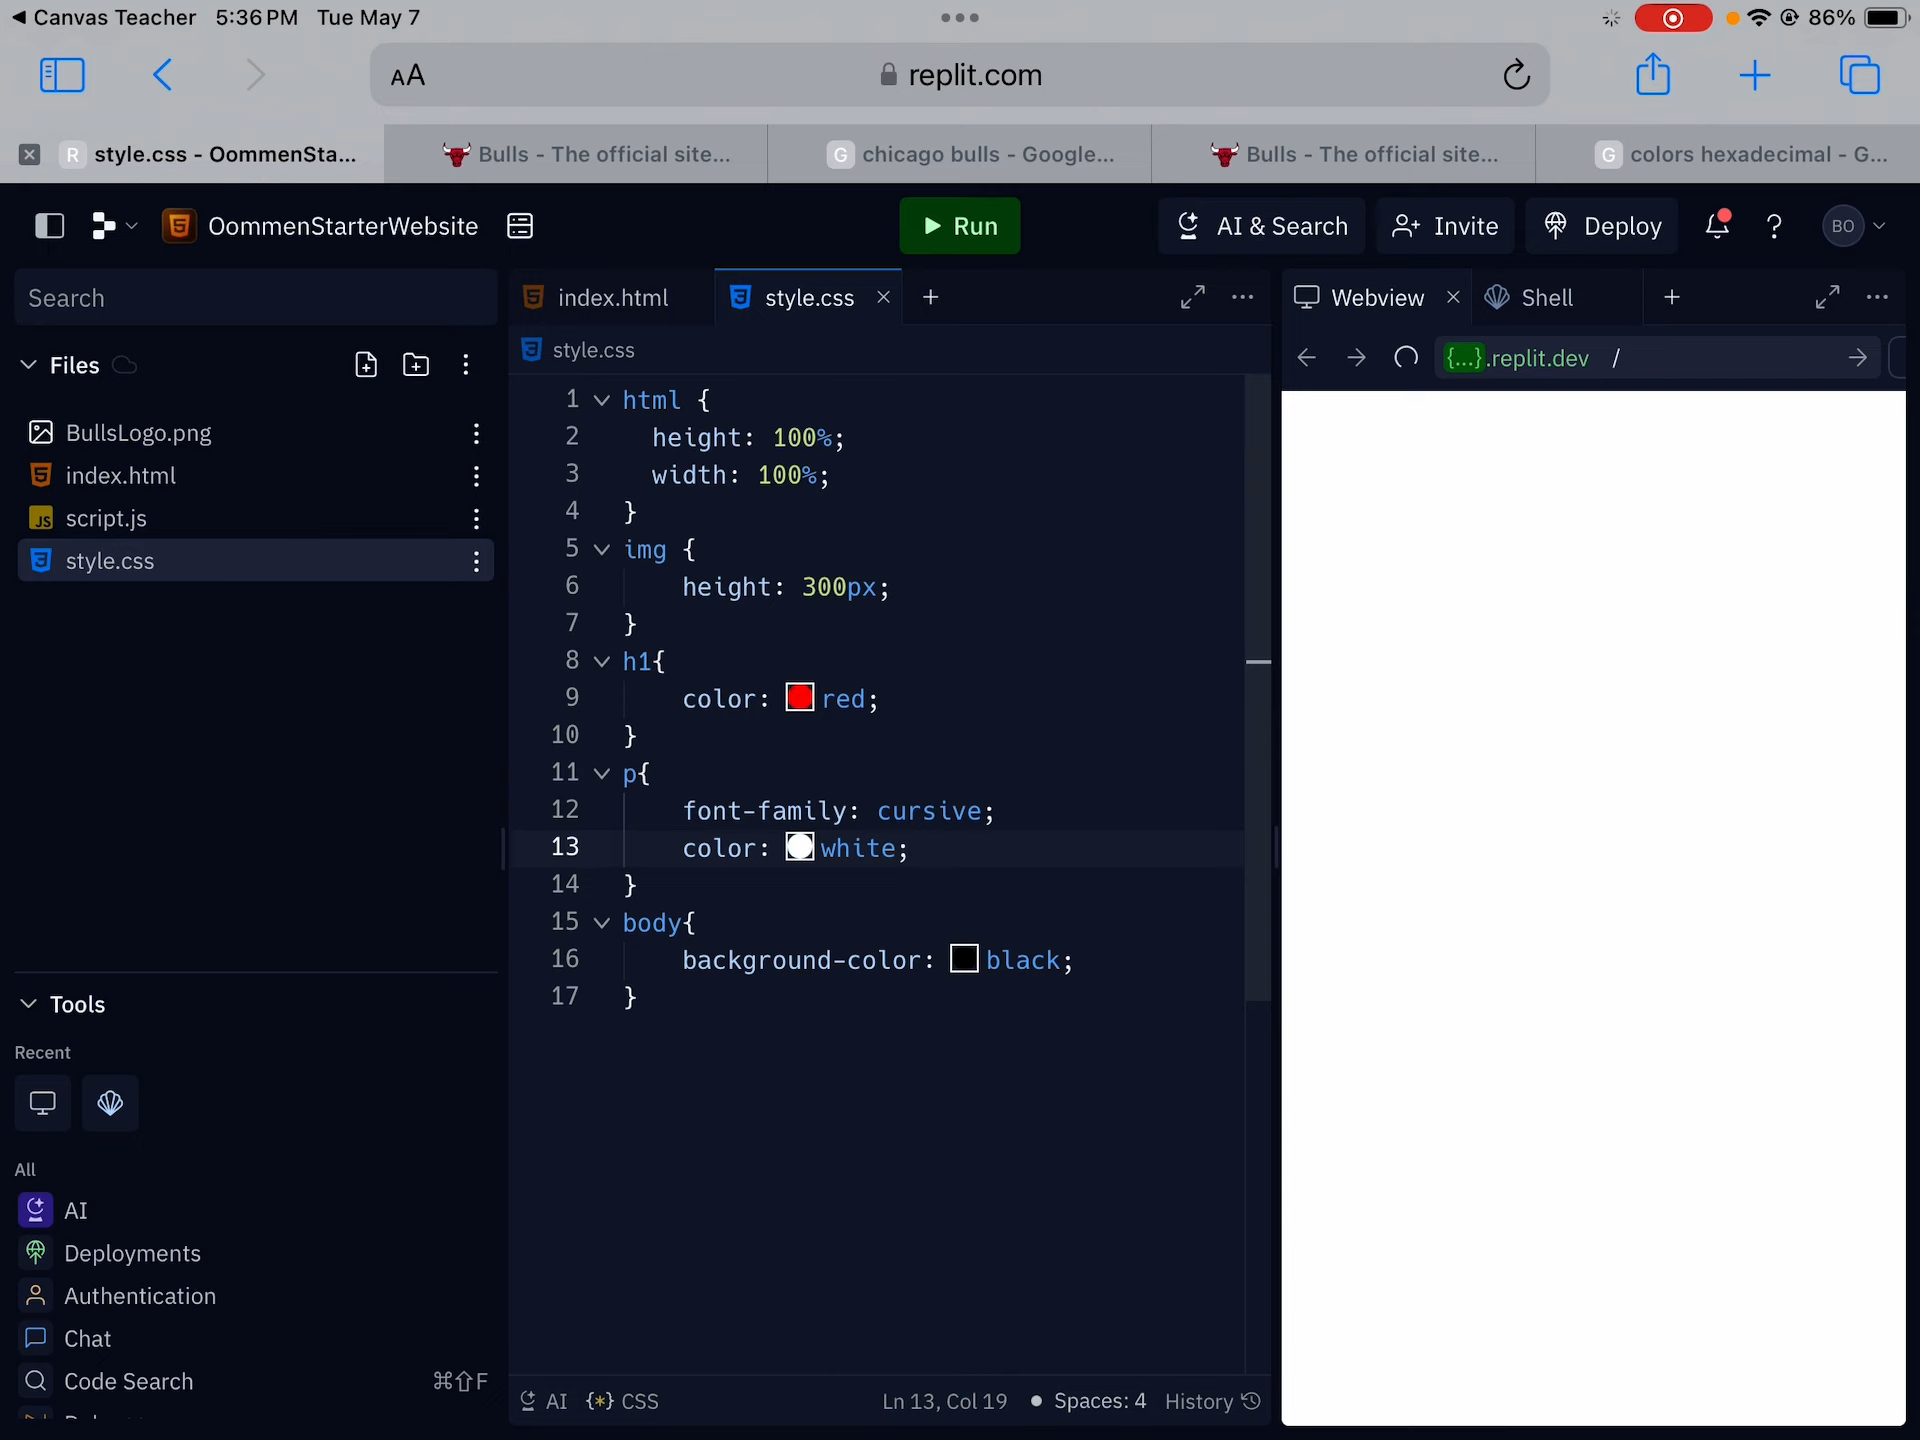 Canvas Teacher 5:36 PM Tue May 7
86%
AA
replit.com
R style.css - OommenSta...
Bulls - The official site...
G chicago bulls - Google...
Bulls - The official site...
G colors hexadecimal - G...
OommenStarterWebsite
Run
AI & Search
Invite
Deploy
?
BO
Search
Files
BullsLogo.png
index.html
JS script.js
style.css
Tools
Recent
All
AI
Deployments
Authentication
Chat
Code Search ⌘⇧F
index.html
style.css
style.css
1 html {
2 height: 100%;
3 width: 100%;
4 }
5 img {
6 height: 300px;
7 }
8 h1{
9 color: red;
10 }
11 p{
12 font-family: cursive;
13 color: white;
14 }
15 body{
16 background-color: black;
17 }
AI {*} CSS
Ln 13, Col 19 ● Spaces: 4 History
Webview
Shell
{...}.replit.dev /